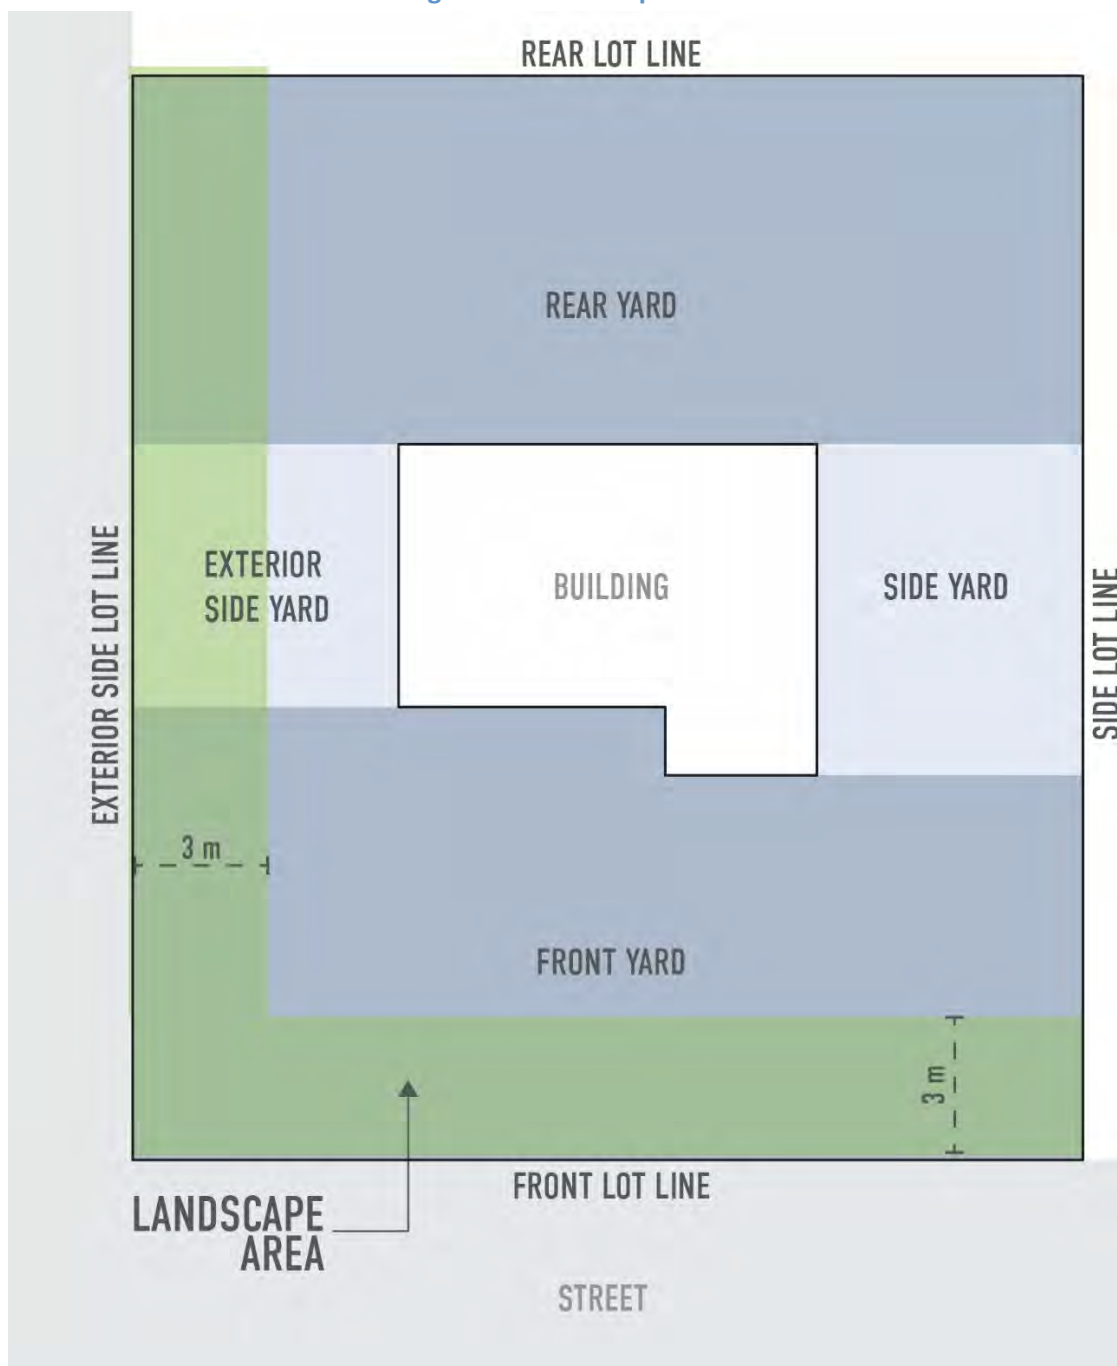 REAR LOT LINE
REAR YARD
EXTERIOR SIDE LOT LINE
EXTERIOR
SIDE YARD
BUILDING
SIDE YARD
SIDE LOT LINE
3 m
FRONT YARD
3 m
FRONT LOT LINE
LANDSCAPE
AREA
STREET